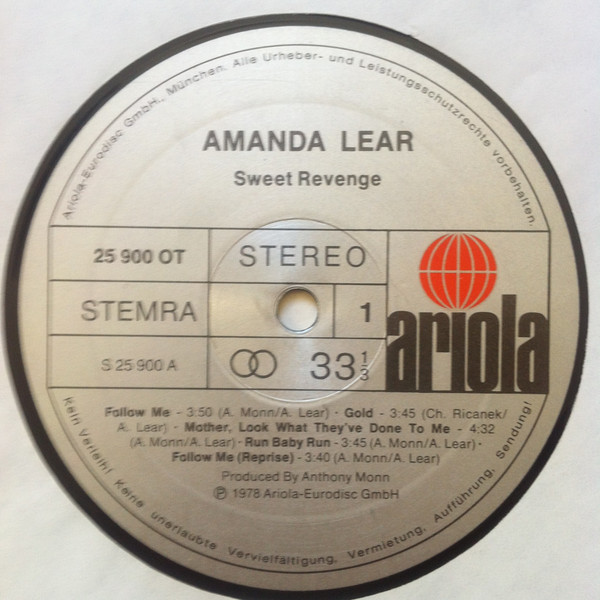 Ariola-Eurodisc GmbH., München. Alle Urheber- und Leistungsschutzrechte vorbehalten.
AMANDA LEAR
Sweet Revenge
25 900 OT
STEREO
STEMRA
1
S 25 900 A
33 1/3
ariola
Follow Me - 3:50 (A. Monn/A. Lear) · Gold - 3:45 (Ch. Ricanek/
A. Lear) · Mother, Look What They've Done To Me - 4:32
(A. Monn/A. Lear) · Run Baby Run - 3:45 (A. Monn/A. Lear) ·
Follow Me (Reprise) - 3:40 (A. Monn/A. Lear)
Produced By Anthony Monn
℗ 1978 Ariola-Eurodisc GmbH
Kein Verleih! Keine unerlaubte Vervielfältigung, Vermietung, Aufführung, Sendung!